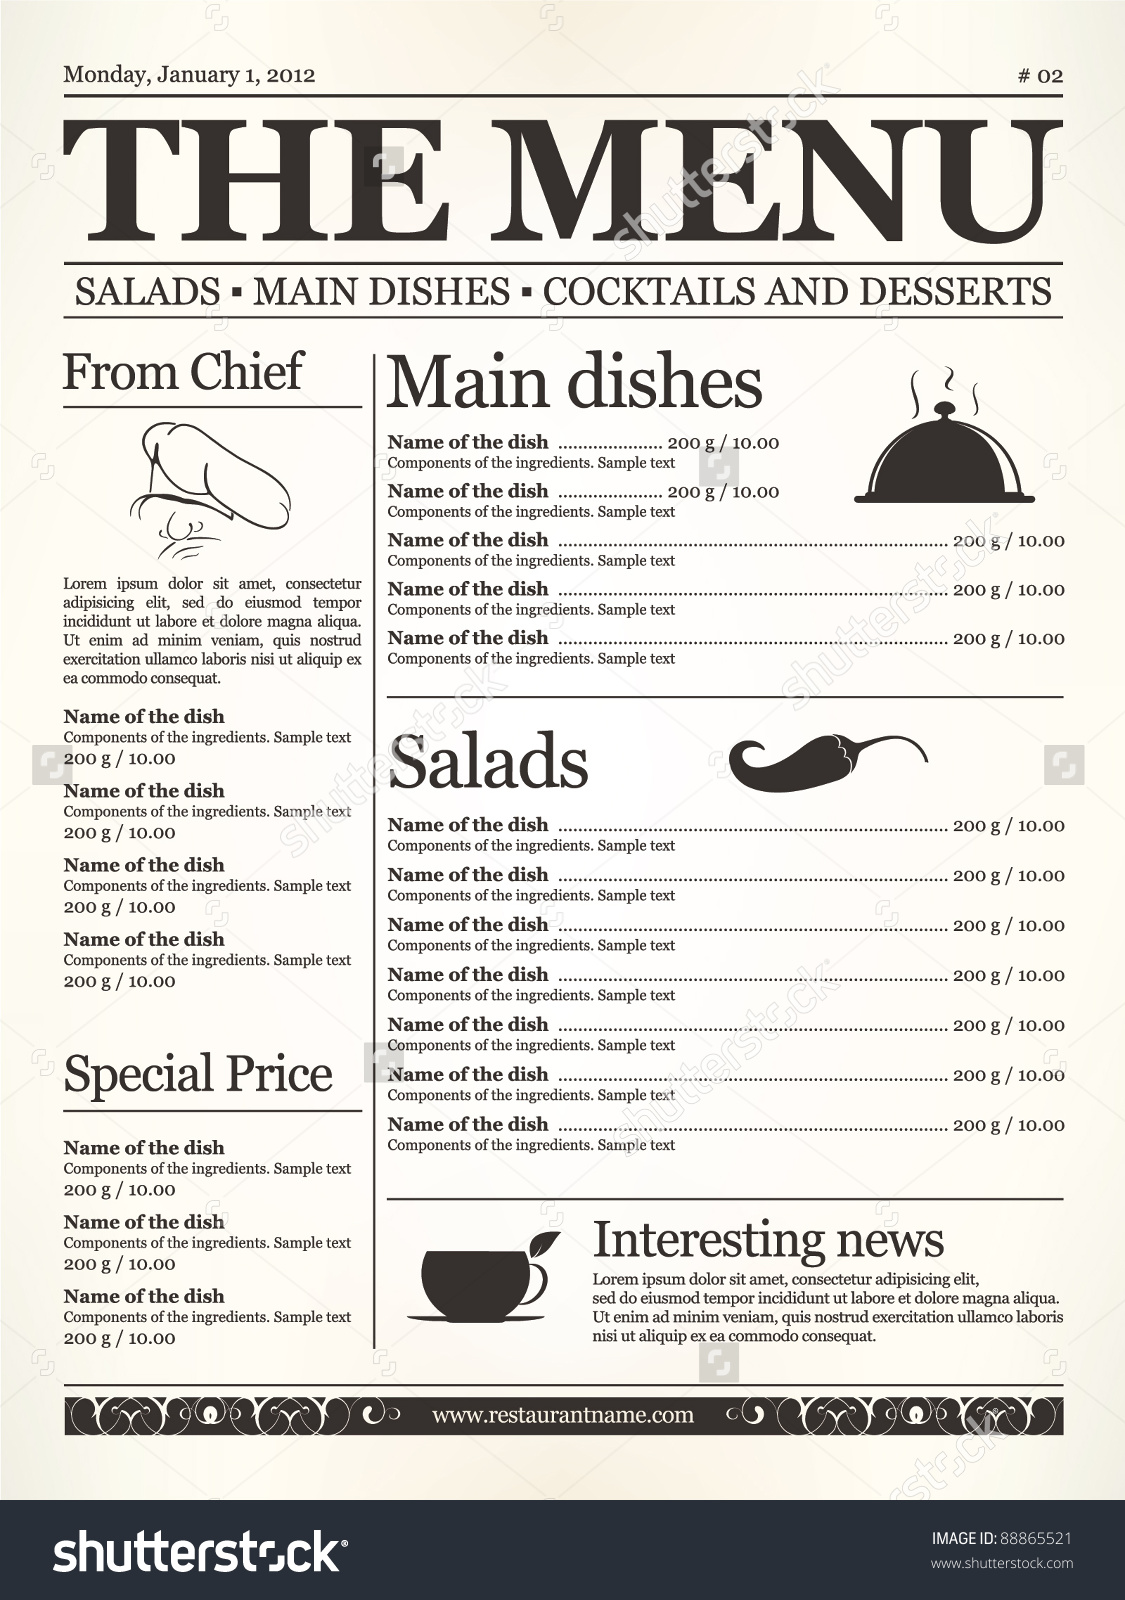 Monday, January 1, 2012
# 02
THE MENU
SALADS ▪ MAIN DISHES ▪ COCKTAILS AND DESSERTS
From Chief
Lorem ipsum dolor sit amet, consectetur
adipisicing elit, sed do eiusmod tempor
incididunt ut labore et dolore magna aliqua.
Ut enim ad minim veniam, quis nostrud
exercitation ullamco laboris nisi ut aliquip ex
ea commodo consequat.
Name of the dish
Components of the ingredients. Sample text
200 g / 10.00
Name of the dish
Components of the ingredients. Sample text
200 g / 10.00
Name of the dish
Components of the ingredients. Sample text
200 g / 10.00
Name of the dish
Components of the ingredients. Sample text
200 g / 10.00
Special Price
Name of the dish
Components of the ingredients. Sample text
200 g / 10.00
Name of the dish
Components of the ingredients. Sample text
200 g / 10.00
Name of the dish
Components of the ingredients. Sample text
200 g / 10.00
Main dishes
Name of the dish ..................... 200 g / 10.00
Components of the ingredients. Sample text
Name of the dish ..................... 200 g / 10.00
Components of the ingredients. Sample text
Name of the dish .............................................................................. 200 g / 10.00
Components of the ingredients. Sample text
Name of the dish .............................................................................. 200 g / 10.00
Components of the ingredients. Sample text
Name of the dish .............................................................................. 200 g / 10.00
Components of the ingredients. Sample text
Salads
Name of the dish .............................................................................. 200 g / 10.00
Components of the ingredients. Sample text
Name of the dish .............................................................................. 200 g / 10.00
Components of the ingredients. Sample text
Name of the dish .............................................................................. 200 g / 10.00
Components of the ingredients. Sample text
Name of the dish .............................................................................. 200 g / 10.00
Components of the ingredients. Sample text
Name of the dish .............................................................................. 200 g / 10.00
Components of the ingredients. Sample text
Name of the dish .............................................................................. 200 g / 10.00
Components of the ingredients. Sample text
Name of the dish .............................................................................. 200 g / 10.00
Components of the ingredients. Sample text
Interesting news
Lorem ipsum dolor sit amet, consectetur adipisicing elit,
sed do eiusmod tempor incididunt ut labore et dolore magna aliqua.
Ut enim ad minim veniam, quis nostrud exercitation ullamco laboris
nisi ut aliquip ex ea commodo consequat.
www.restaurantname.com
shutterstock
shutterstock
shutterstock
shutterstock
shutterstock
shutterstock®
IMAGE ID: 88865521
www.shutterstock.com